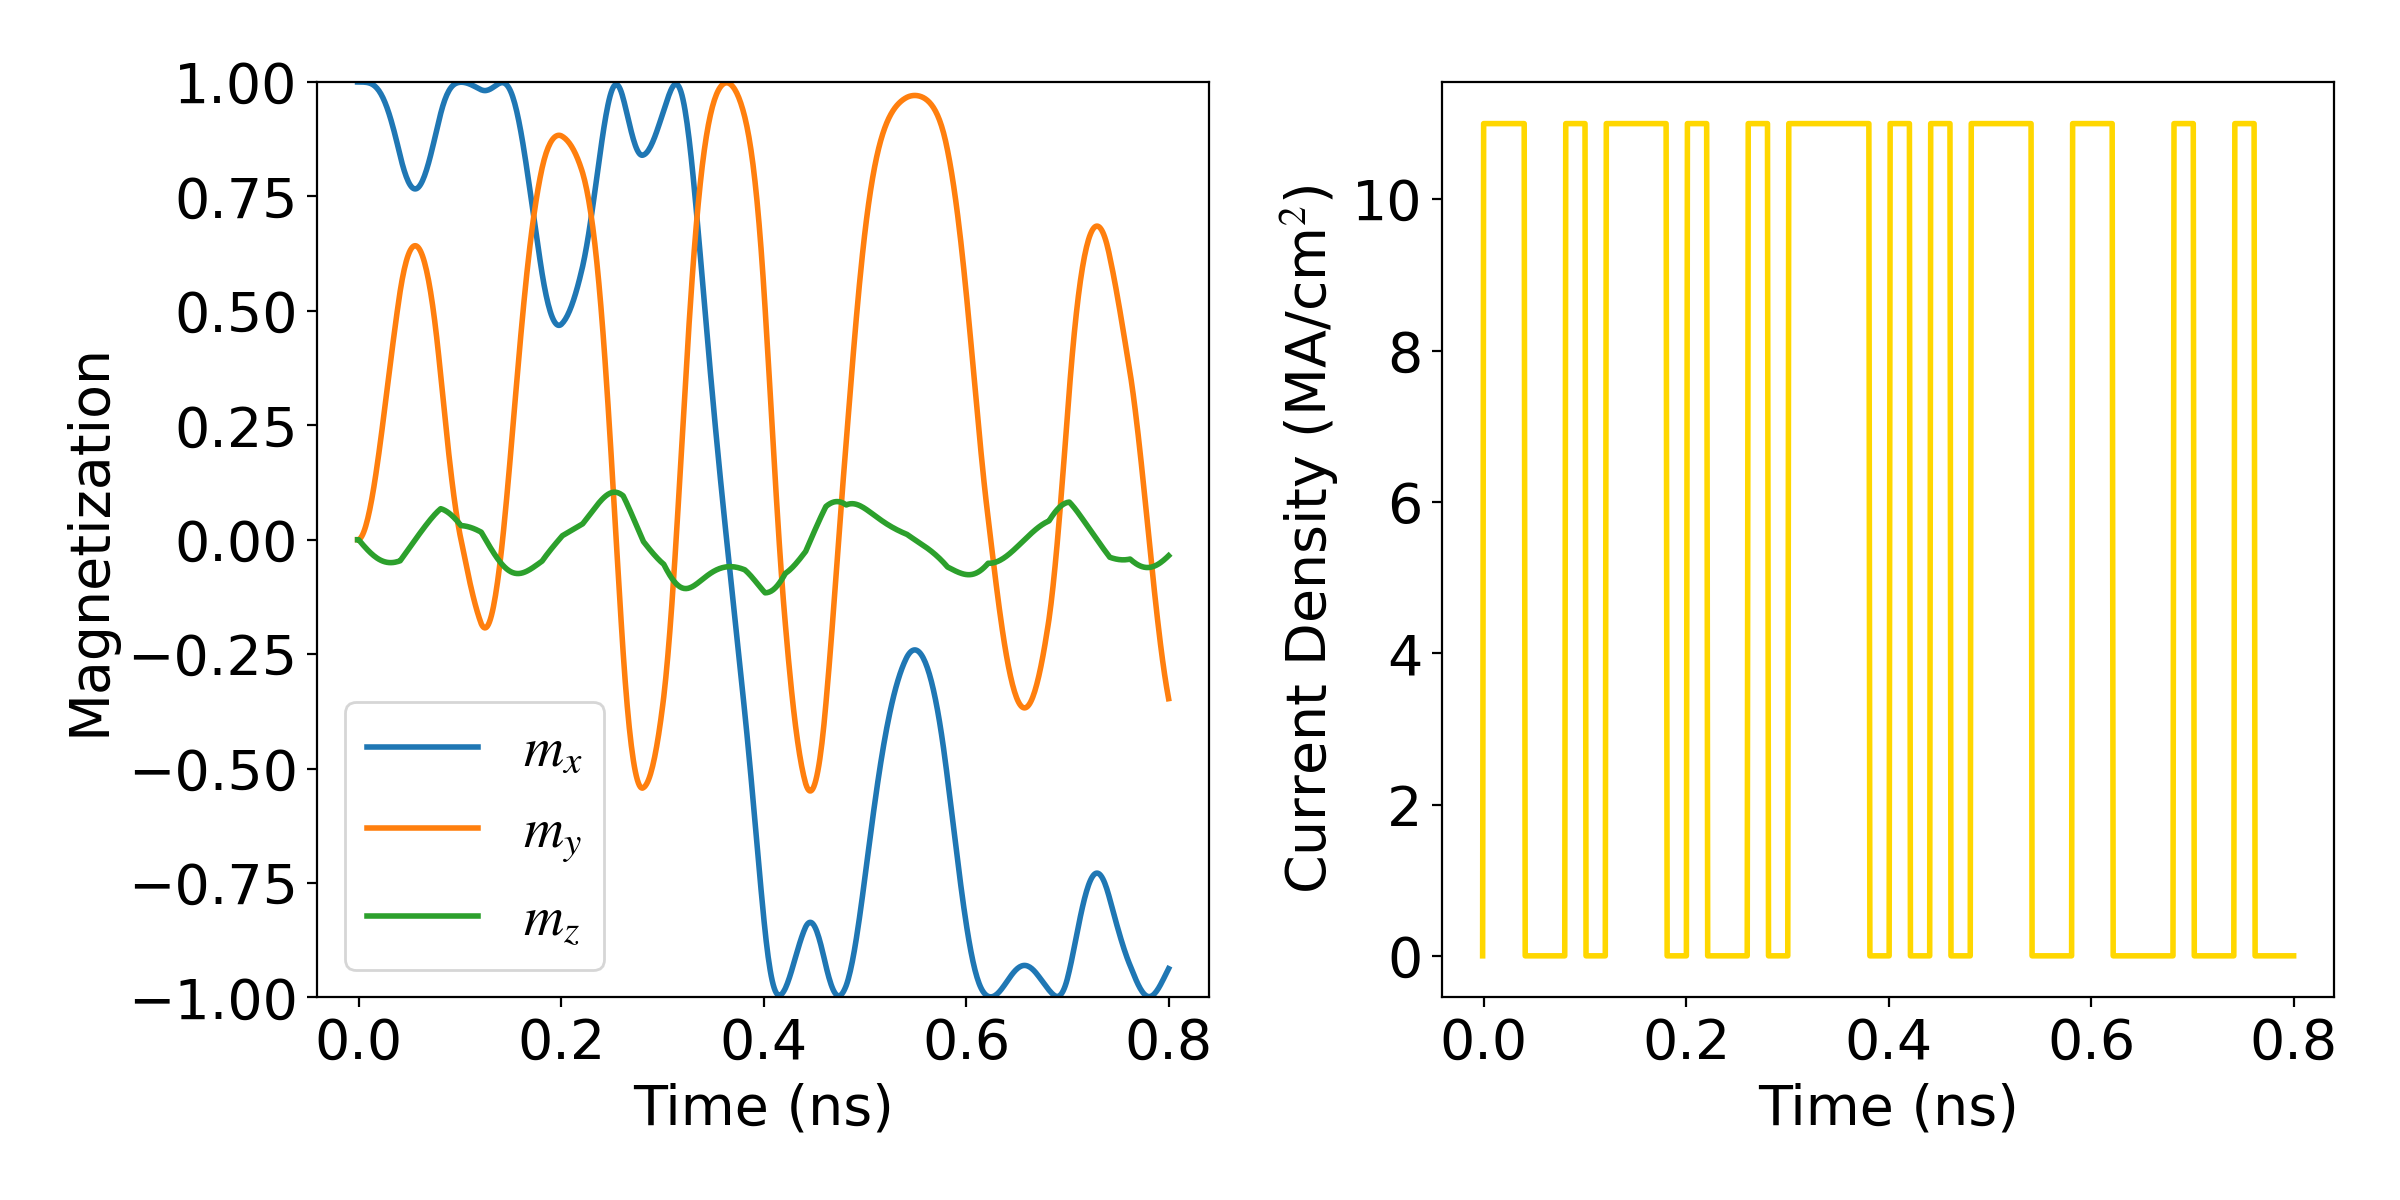 1.00
0.75
0.50
0.25
0.00
−0.25
−0.50
−0.75
−1.00
Magnetization
0.0 0.2 0.4 0.6 0.8
Time (ns)
m_x
m_y
m_z
10
8
6
4
2
0
Current Density (MA/cm²)
0.0 0.2 0.4 0.6 0.8
Time (ns)